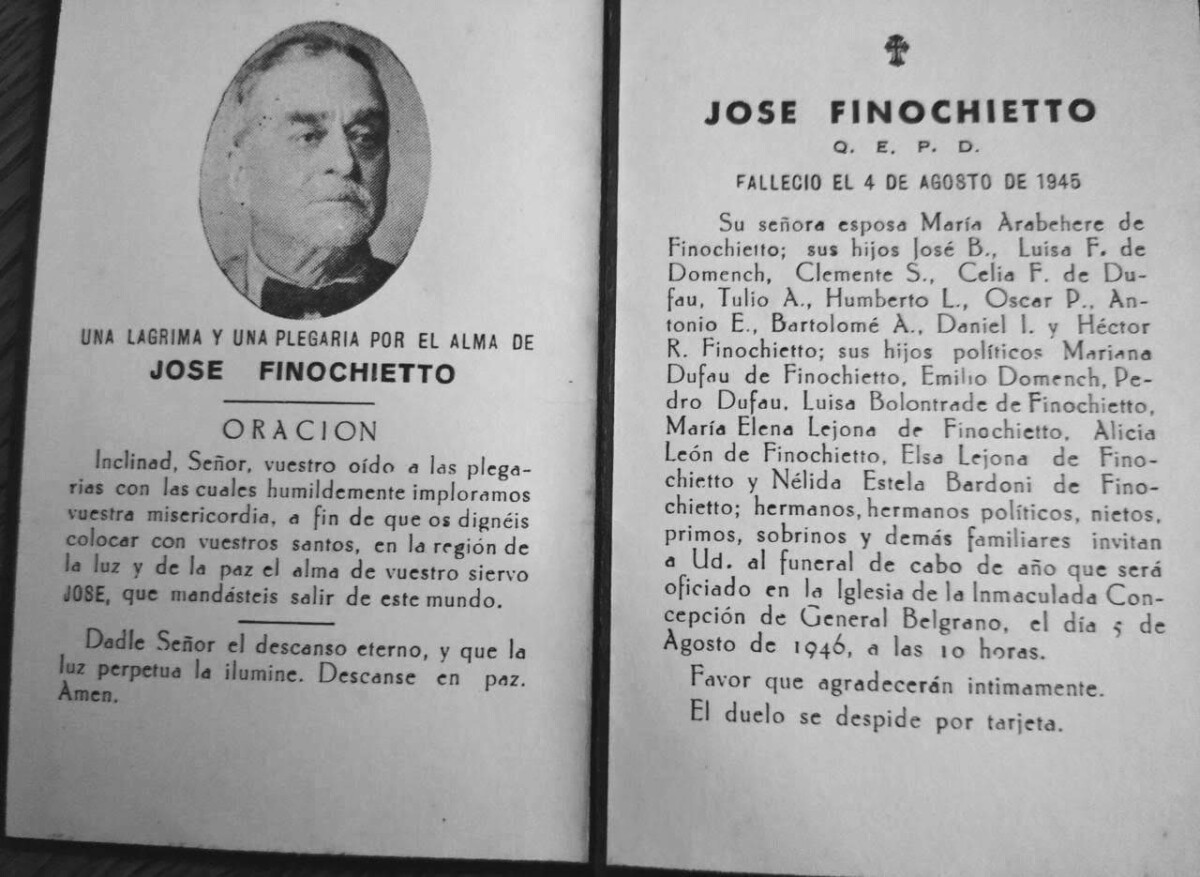 UNA LAGRIMA Y UNA PLEGARIA POR EL ALMA DE
JOSE FINOCHIETTO
ORACION
Inclinad, Señor, vuestro oído a las plega-
rias con las cuales humildemente imploramos
vuestra misericordia, a fin de que os dignéis
colocar con vuestros santos, en la región de
la luz y de la paz el alma de vuestro siervo
JOSE, que mandásteis salir de este mundo.
Dadle Señor el descanso eterno, y que la
luz perpetua la ilumine. Descanse en paz.
Amen.
JOSE FINOCHIETTO
Q. E. P. D.
FALLECIO EL 4 DE AGOSTO DE 1945
Su señora esposa María Arabehere de
Finochietto; sus hijos José B., Luisa F. de
Domench, Clemente S., Celia F. de Du-
fau, Tulio A., Humberto L., Oscar P., An-
tonio E., Bartolomé A., Daniel I. y Héctor
R. Finochietto; sus hijos políticos Mariana
Dufau de Finochietto, Emilio Domench, Pe-
dro Dufau, Luisa Bolontrade de Finochietto,
María Elena Lejona de Finochietto, Alicia
León de Finochietto, Elsa Lejona de Fino-
chietto y Nélida Estela Bardoni de Fino-
chietto; hermanos, hermanos políticos, nietos,
primos, sobrinos y demás familiares invitan
a Ud. al funeral de cabo de año que será
oficiado en la Iglesia de la Inmaculada Con-
cepción de General Belgrano, el día 5 de
Agosto de 1946, a las 10 horas.
Favor que agradecerán intimamente.
El duelo se despide por tarjeta.